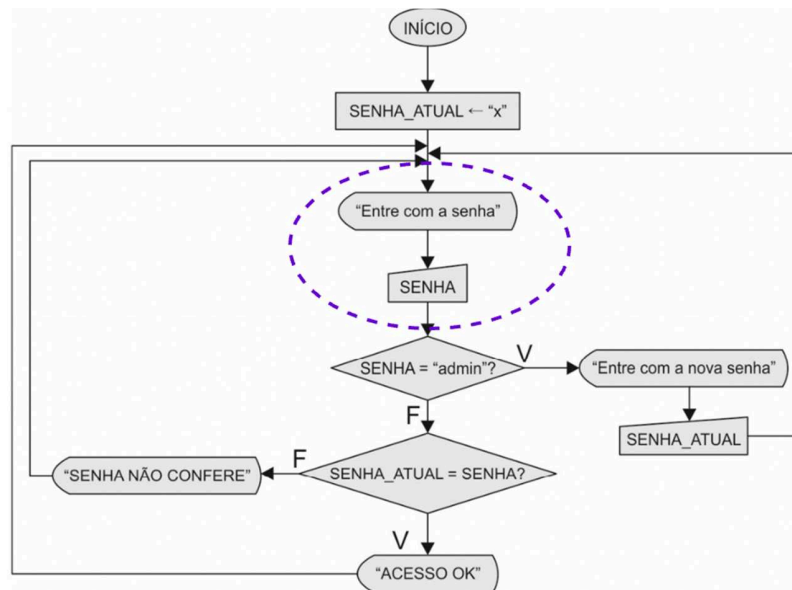 INÍCIO
SENHA_ATUAL ← “x”
“Entre com a senha”
SENHA
SENHA = “admin”?
V
“Entre com a nova senha”
SENHA_ATUAL
F
SENHA_ATUAL = SENHA?
F
“SENHA NÃO CONFERE”
V
“ACESSO OK”